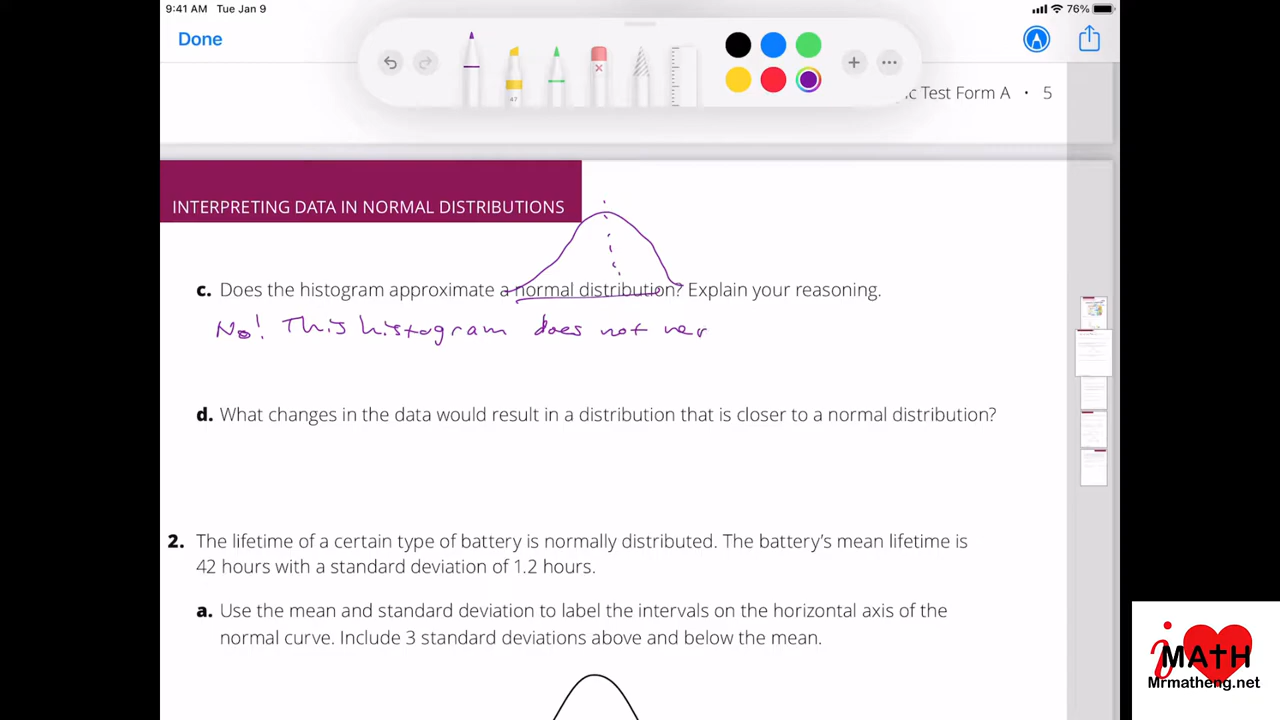 9:41 AM Tue Jan 9
76%
Done
47
c Test Form A • 5
INTERPRETING DATA IN NORMAL DISTRIBUTIONS
c. Does the histogram approximate a normal distribution? Explain your reasoning.
No! This histogram does not ver
d. What changes in the data would result in a distribution that is closer to a normal distribution?
2. The lifetime of a certain type of battery is normally distributed. The battery's mean lifetime is
42 hours with a standard deviation of 1.2 hours.
a. Use the mean and standard deviation to label the intervals on the horizontal axis of the
normal curve. Include 3 standard deviations above and below the mean.
i
MATH
Mrmatheng.net